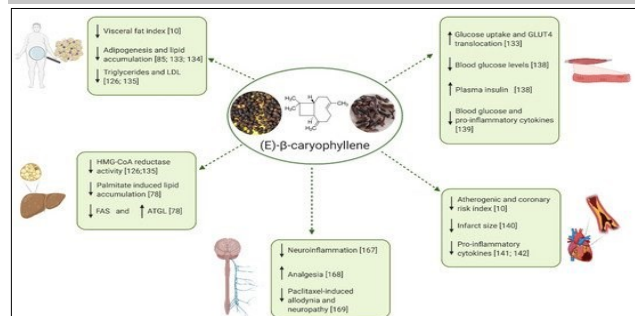 Visceral fat index [10]
Adipogenesis and lipid
accumulation [85; 133; 134]
Triglycerides and LDL
[126; 135]
Glucose uptake and GLUT4
translocation [133]
Blood glucose levels [138]
Plasma insulin [138]
Blood glucose and
pro-inflammatory cytokines
[139]
H₃C
H₂C
H
CH₃
H
CH₂
(E)-β-caryophyllene
HMG-CoA reductase
activity [126;135]
Palmitate induced lipid
accumulation [78]
FAS and ATGL [78]
Neuroinflammation [167]
Analgesia [168]
Paclitaxel-induced
allodynia and
neuropathy [169]
Atherogenic and coronary
risk index [10]
Infarct size [140]
Pro-inflammatory
cytokines [141; 142]